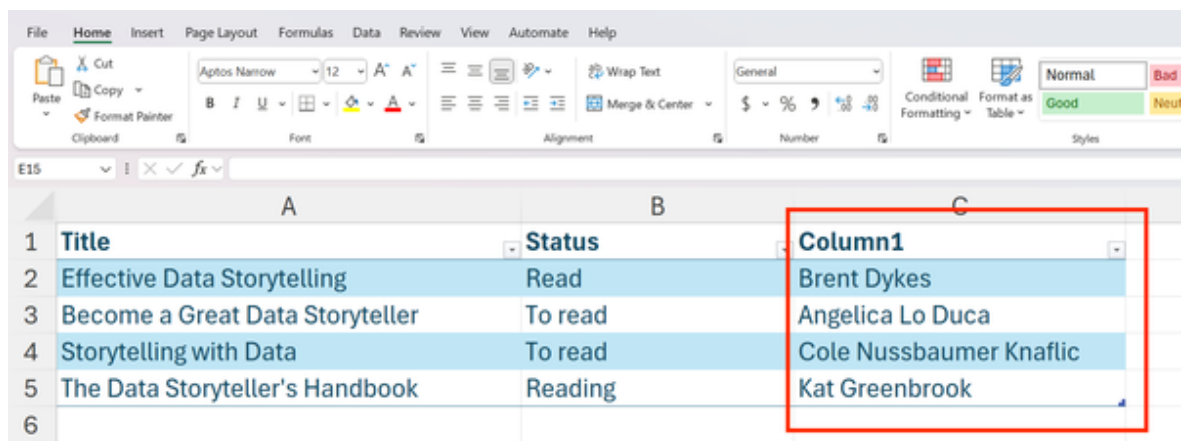 File Home Insert Page Layout Formulas Data Review View Automate Help
Paste
Cut
Copy
Format Painter
Clipboard
Aptos Narrow 12 A^ A˅
B I U A
Font
Wrap Text
Merge & Center
Alignment
General
$ % 9
Number
Conditional Formatting
Format as Table
Normal Bad
Good Neut
Styles
E15 fx
A B C
1 Title Status Column1
2 Effective Data Storytelling Read Brent Dykes
3 Become a Great Data Storyteller To read Angelica Lo Duca
4 Storytelling with Data To read Cole Nussbaumer Knaflic
5 The Data Storyteller's Handbook Reading Kat Greenbrook
6